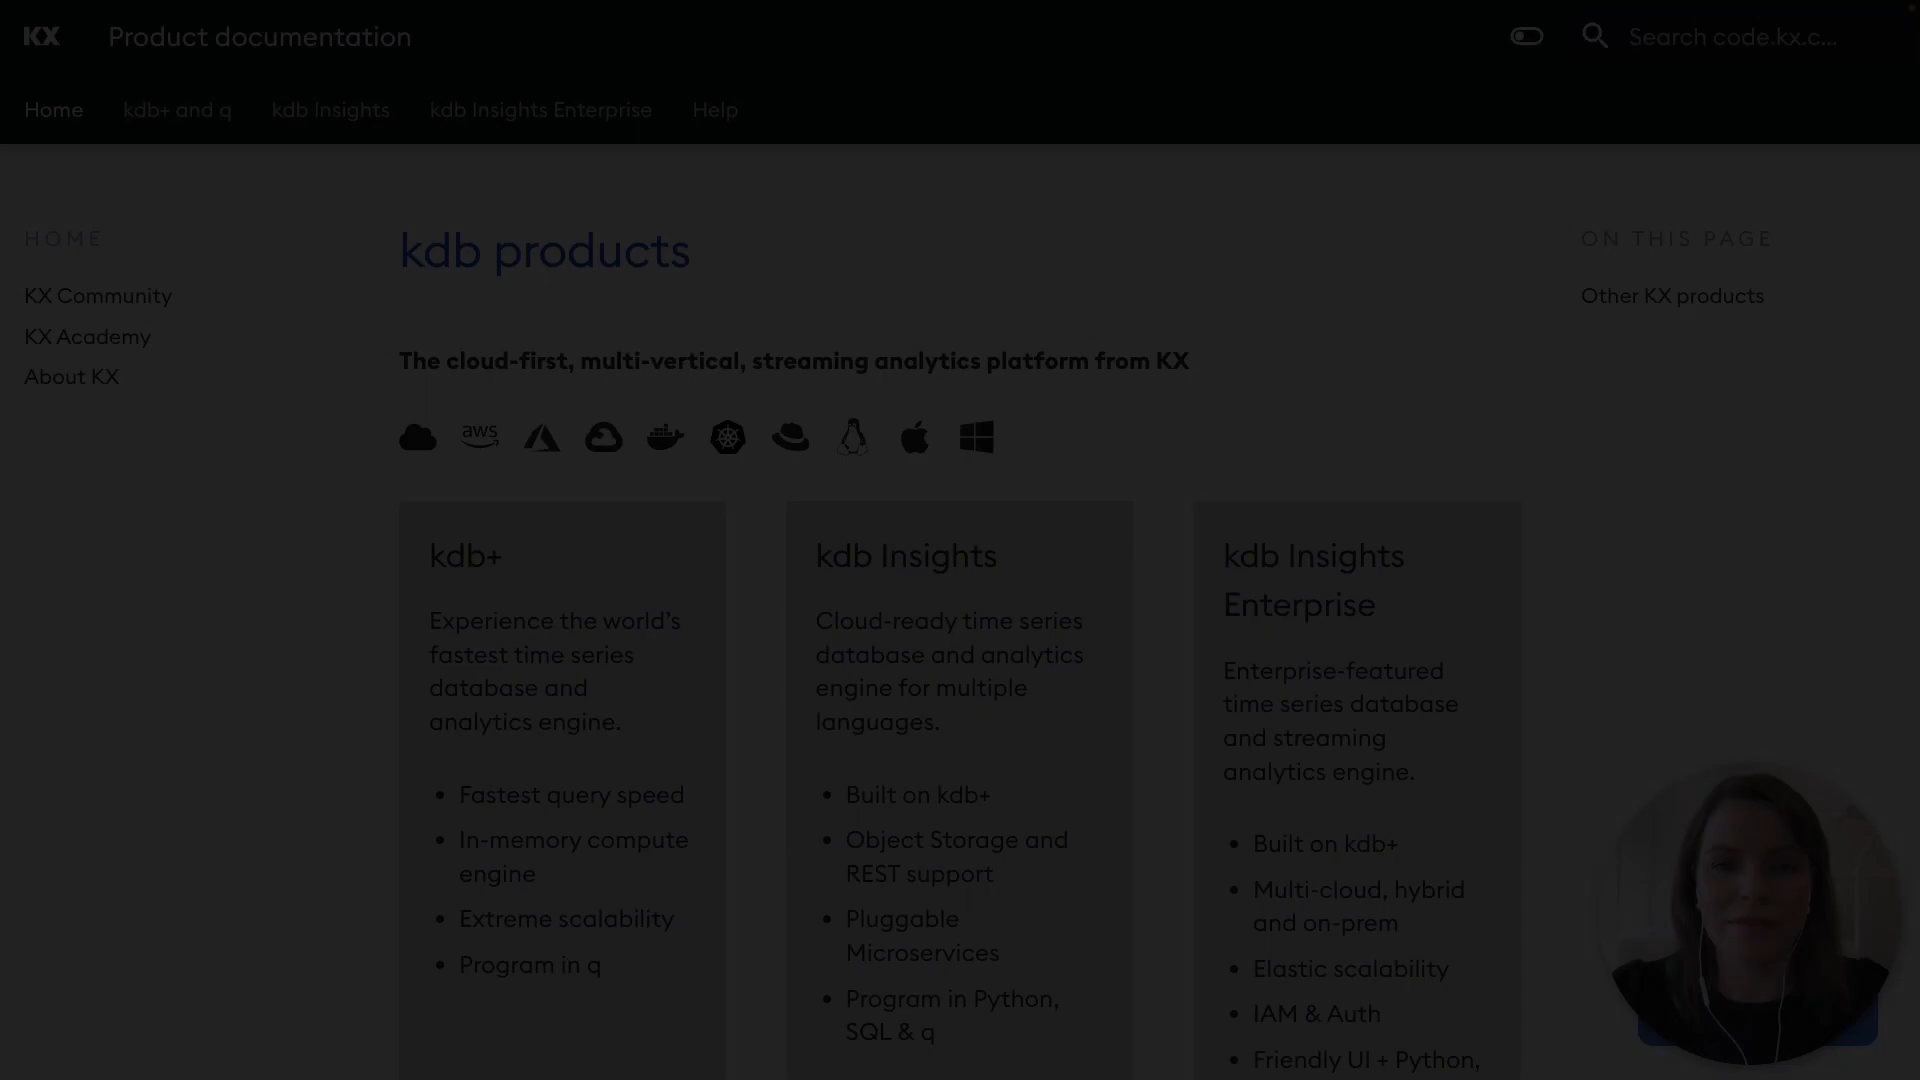 KX Product documentation
Search code.kx.c...
Home kdb+ and q kdb Insights kdb Insights Enterprise Help
HOME
KX Community
KX Academy
About KX
kdb products
The cloud-first, multi-vertical, streaming analytics platform from KX
aws
kdb+
Experience the world's
fastest time series
database and
analytics engine.
• Fastest query speed
• In-memory compute
engine
• Extreme scalability
• Program in q
kdb Insights
Cloud-ready time series
database and analytics
engine for multiple
languages.
• Built on kdb+
• Object Storage and
REST support
• Pluggable
Microservices
• Program in Python,
SQL & q
kdb Insights
Enterprise
Enterprise-featured
time series database
and streaming
analytics engine.
• Built on kdb+
• Multi-cloud, hybrid
and on-prem
• Elastic scalability
• IAM & Auth
• Friendly UI + Python,
ON THIS PAGE
Other KX products